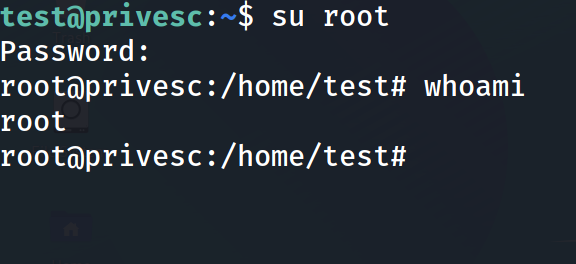 test@privesc:~$ su root
Password:
root@privesc:/home/test# whoami
root
root@privesc:/home/test#